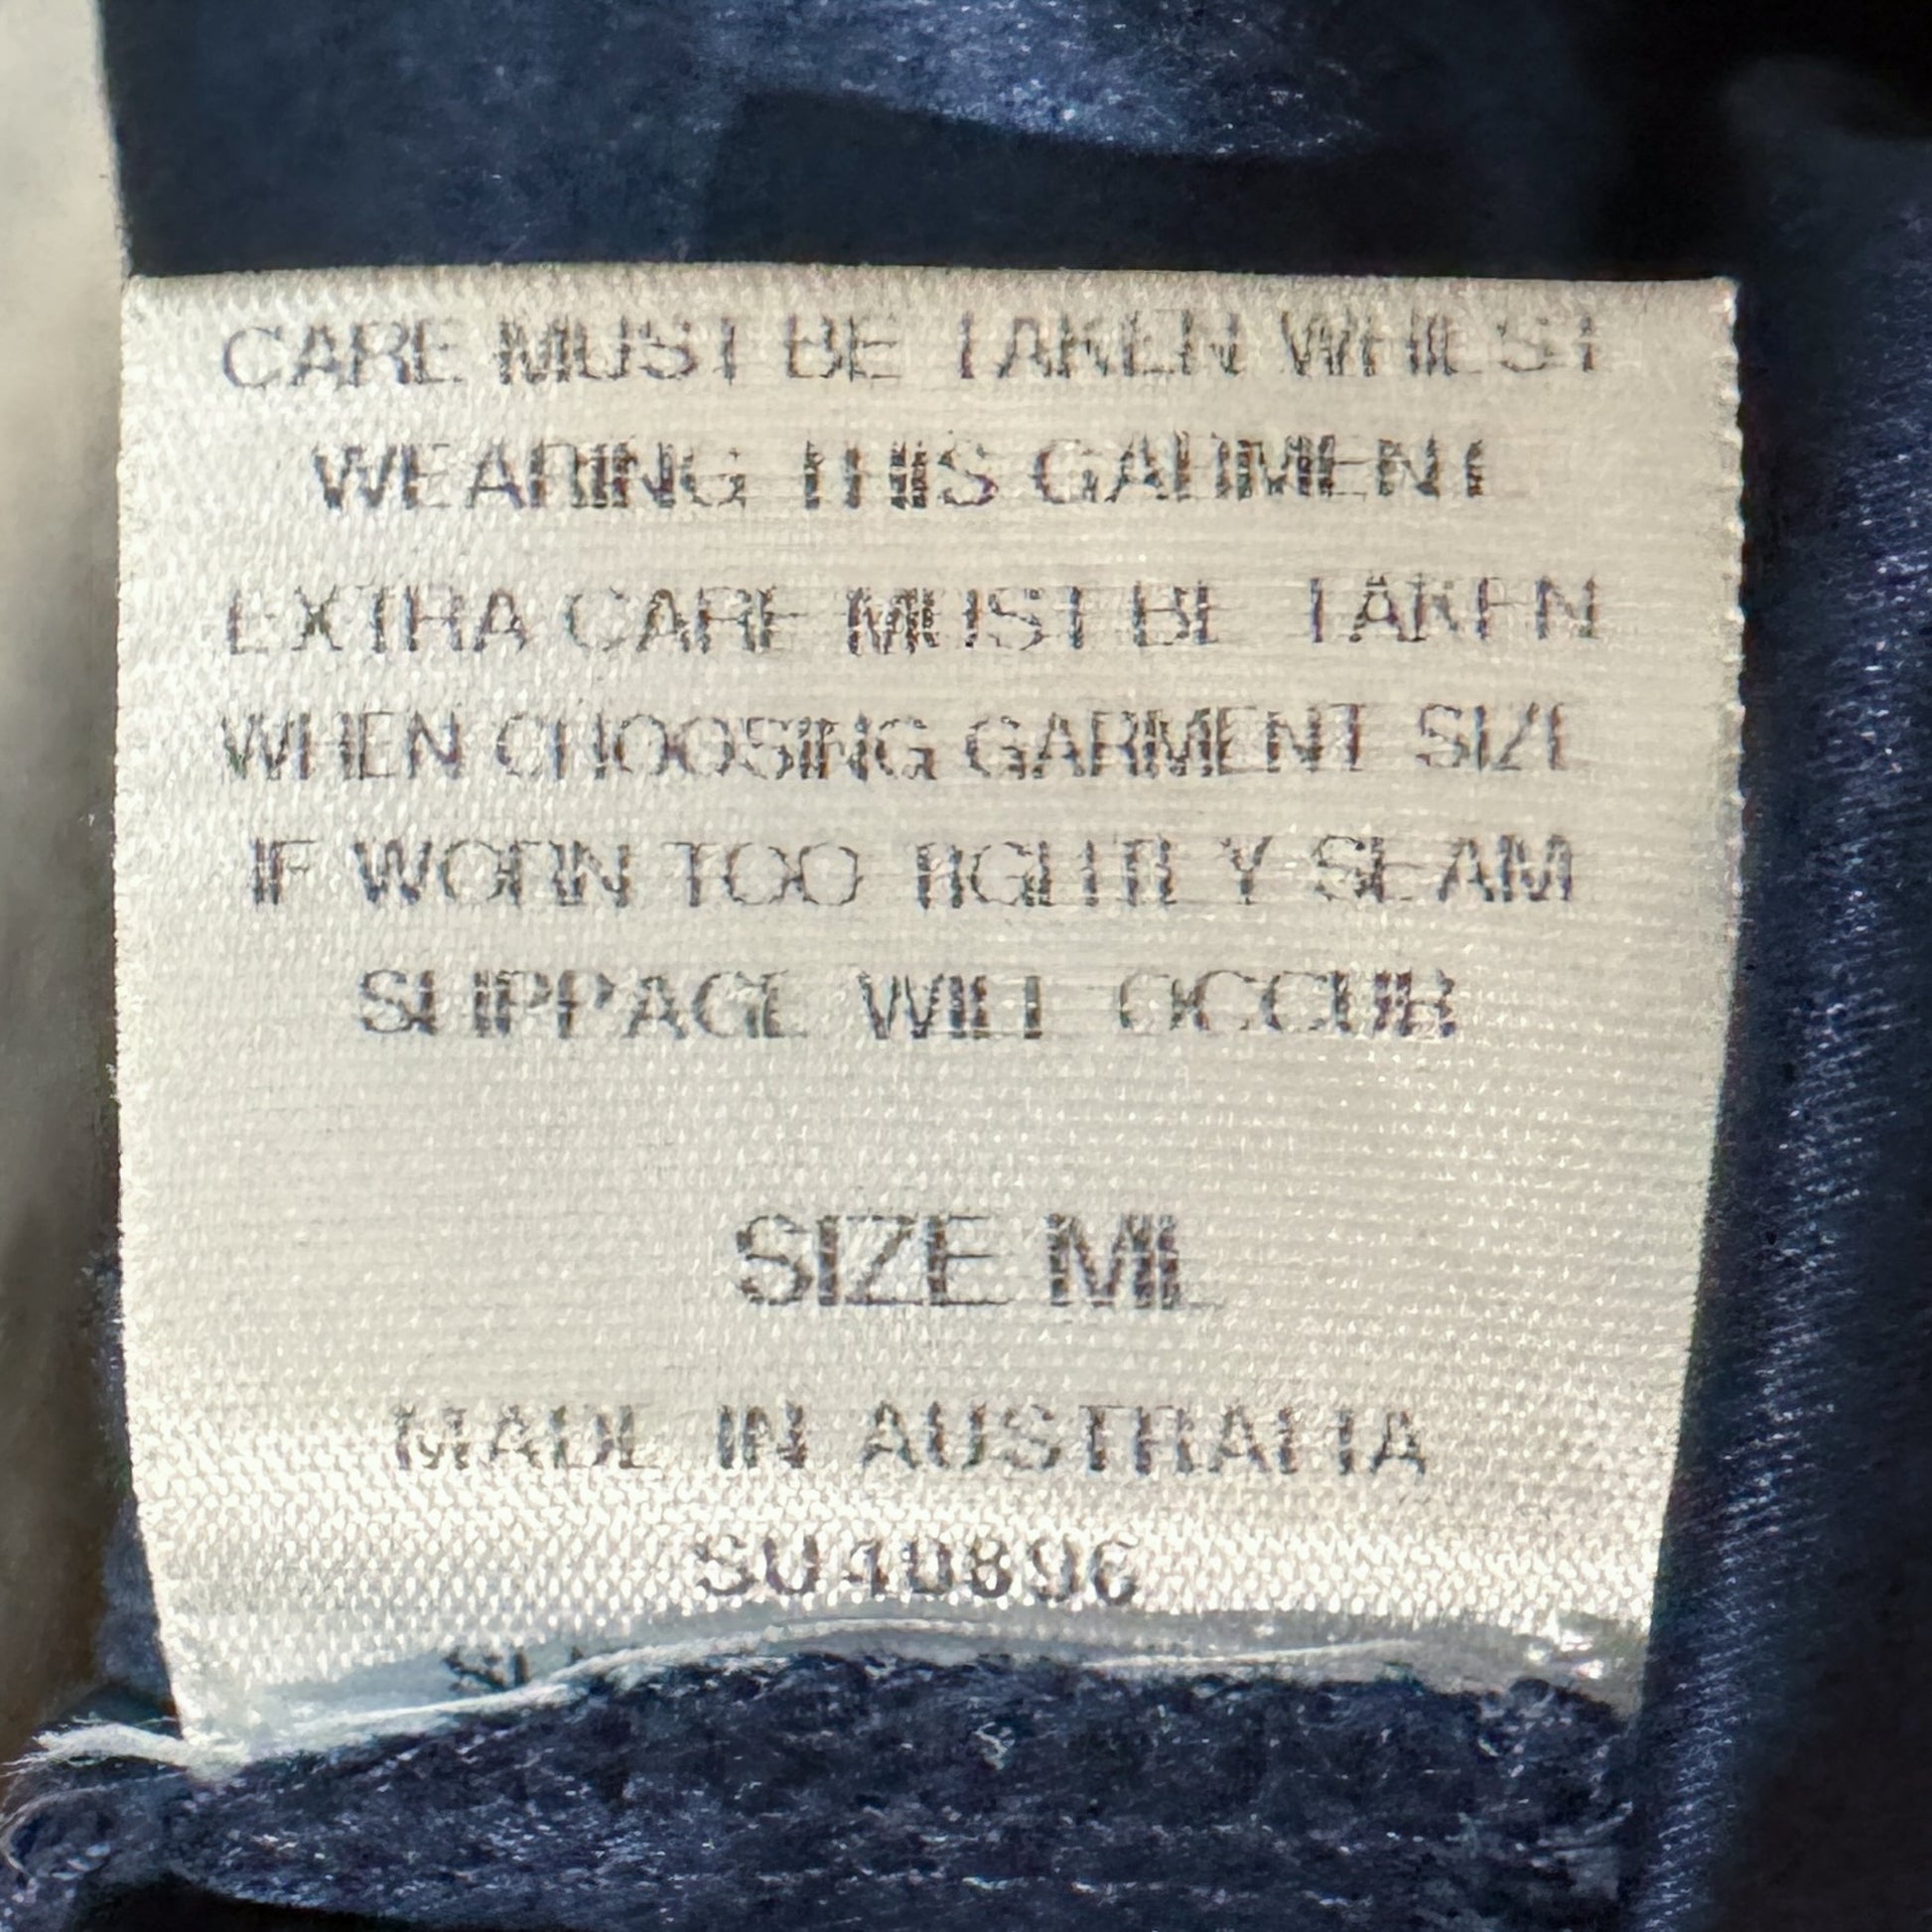 CARE MUST BE TAKEN WHILST
WEARING THIS GARMENT
EXTRA CARE MUST BE TAKEN
WHEN CHOOSING GARMENT SIZE
IF WORN TOO TIGHTLY SEAM
SLIPPAGE WILL OCCUR
SIZE ML
MADE IN AUSTRALIA
SU40896